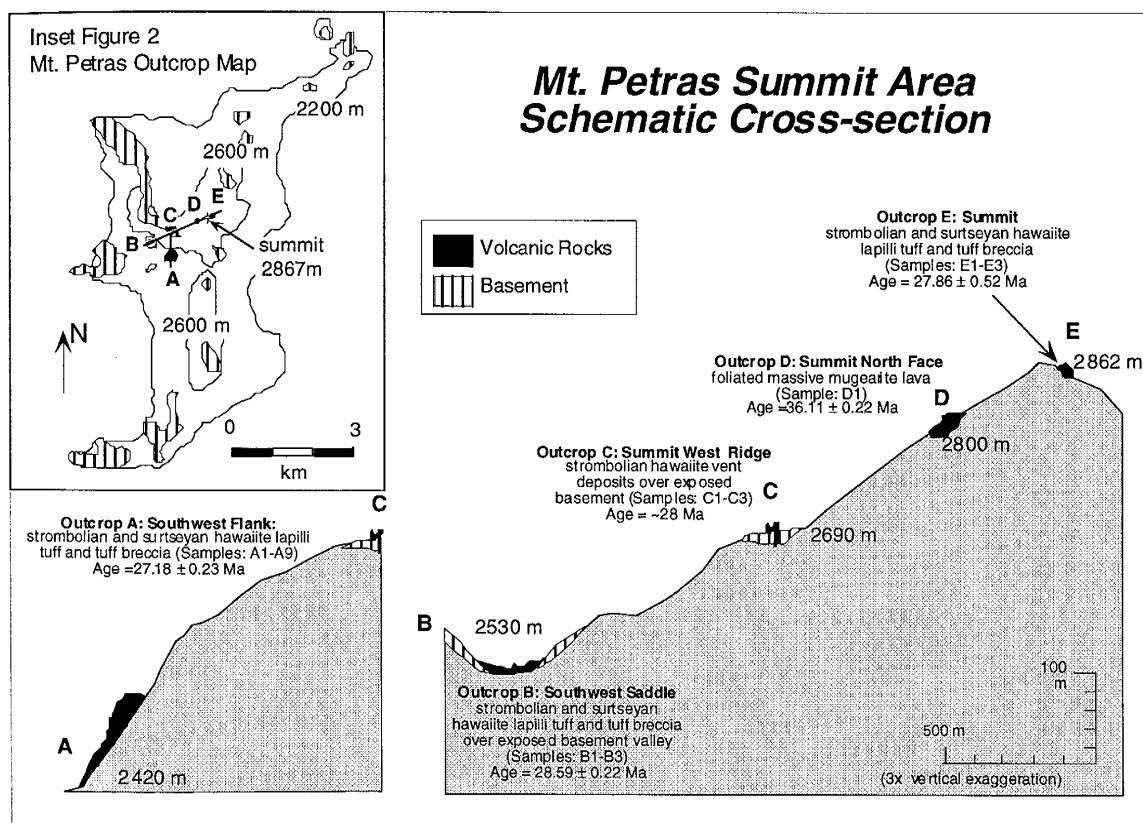 Inset Figure 2
Mt. Petras Outcrop Map
2200 m
2600 m
E
D
C
B
summit
2867m
A
2600 m
N
0 3
km
Mt. Petras Summit Area
Schematic Cross-section
Volcanic Rocks
Basement
Outcrop E: Summit
strombolian and surtseyan hawaiite
lapilli tuff and tuff breccia
(Samples: E1-E3)
Age = 27.86 ± 0.52 Ma
E
2862 m
Outcrop D: Summit North Face
foliated massive mugearite lava
(Sample: D1)
Age =36.11 ± 0.22 Ma
D
2800 m
Outcrop C: Summit West Ridge
strombolian hawaiite vent
deposits over exposed
basement (Samples: C1-C3)
Age = ~28 Ma
C
2690 m
C
Outcrop A: Southwest Flank:
strombolian and surtseyan hawaiite lapilli
tuff and tuff breccia (Samples: A1-A9)
Age =27.18 ± 0.23 Ma
A
2420 m
B
2530 m
Outcrop B: Southwest Saddle
strombolian and surtseyan
hawaiite lapilli tuff and tuff breccia
over exposed basement valley
(Samples: B1-B3)
Age = 28.59 ± 0.22 Ma
100
m
500 m
(3x vertical exaggeration)